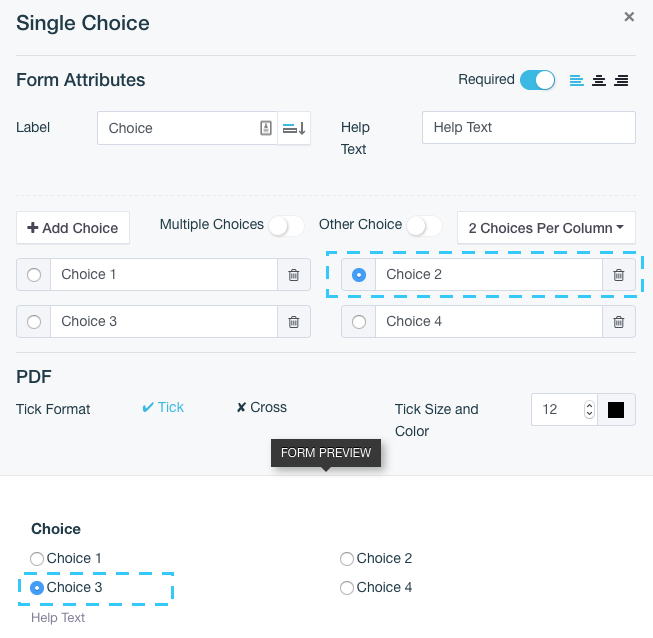 Single Choice
Form Attributes
Required
Label
Choice
Help Text
Help Text
+ Add Choice
Multiple Choices
Other Choice
2 Choices Per Column
Choice 1
Choice 2
Choice 3
Choice 4
PDF
Tick Format
✔ Tick
✘ Cross
Tick Size and
Color
12
FORM PREVIEW
Choice
Choice 1
Choice 2
Choice 3
Choice 4
Help Text